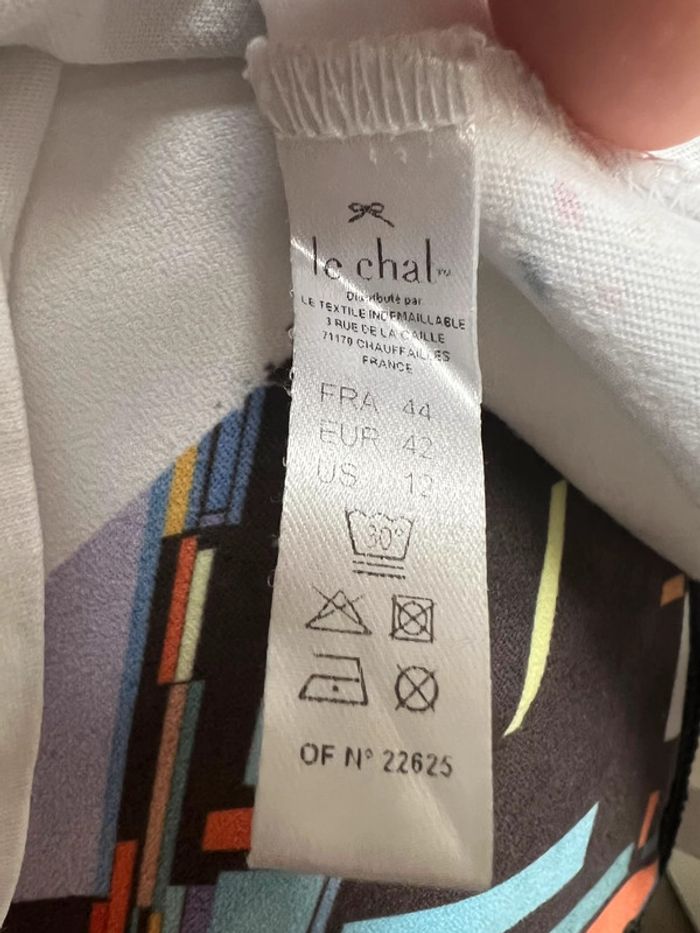 le chal™
Distribué par
LE TEXTILE INDEMAILLABLE
3 RUE DE LA CAILLE
71170 CHAUFFAILLES
FRANCE
FRA 44
EUR 42
US 12
30°
OF N° 22625